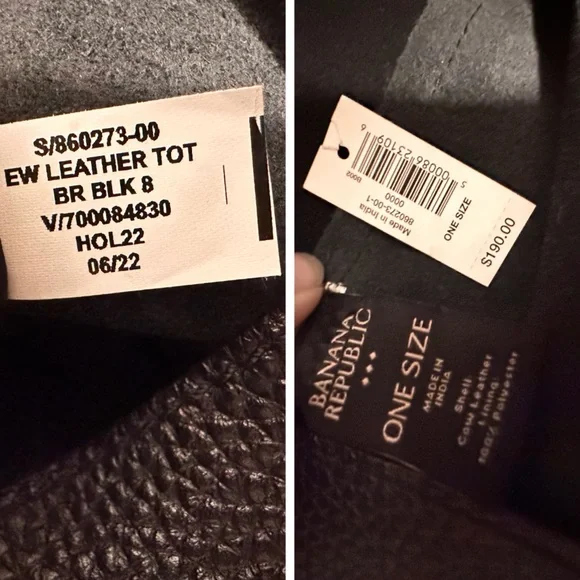 S/860273-00
EW LEATHER TOT
BR BLK 8
V/700084830
HOL22
06/22
5 00086"23109 6
B002
0000
860273-00-1
Made in India
ONE SIZE
$190.00
BANANA
REPUBLIC
ONE SIZE
MADE IN
INDIA
Shell:
Cow Leather
Lining:
100% Polyester